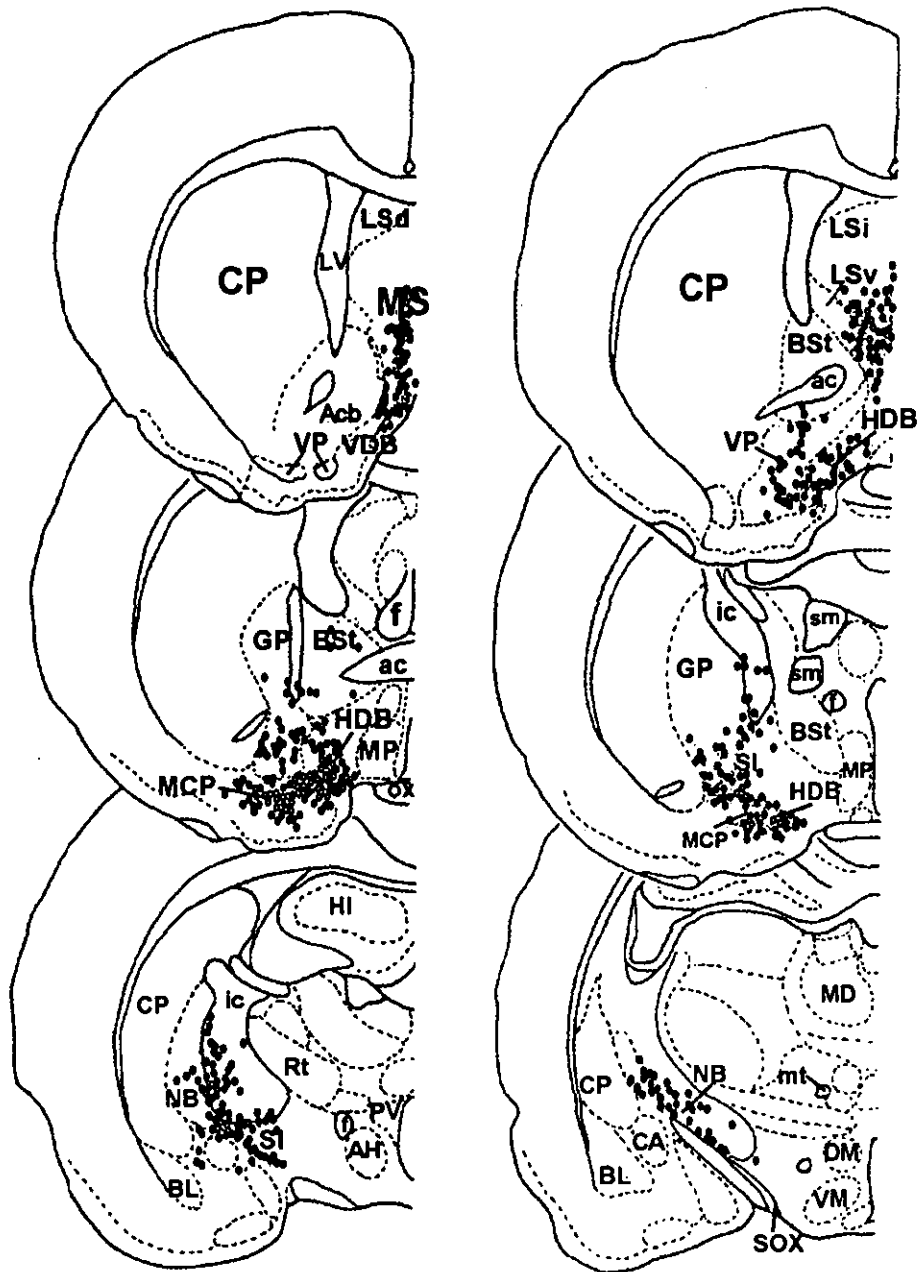 LSd
LV
CP
MS
Acb
VP
VDB
LSi
LSv
CP
BSt
ac
HDB
VP
f
GP
BSt
ac
HDB
MP
MCP
ox
ic
sm
GP
sm
f
BSt
SI
MP
HDB
MCP
HI
CP
ic
Rt
NB
PV
SI
f
AH
BL
MD
NB
mt
CP
CA
DM
BL
VM
SOX